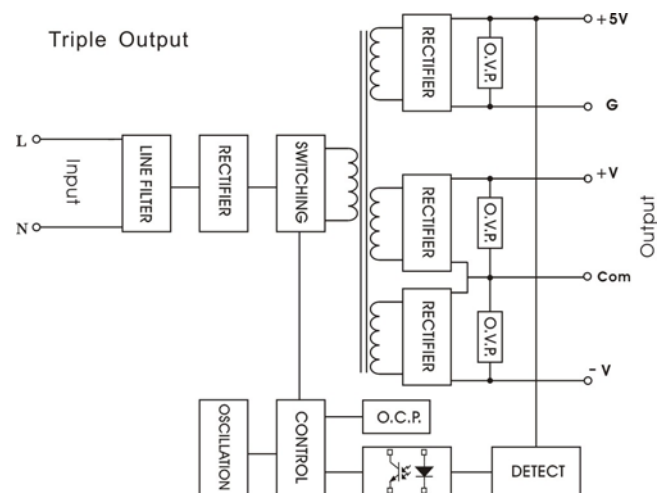 Triple Output
L
N
Input
LINE FILTER
RECTIFIER
SWITCHING
RECTIFIER
O.V.P.
+5V
G
RECTIFIER
O.V.P.
+V
Com
RECTIFIER
O.V.P.
- V
Output
OSCILLATION
CONTROL
O.C.P.
DETECT